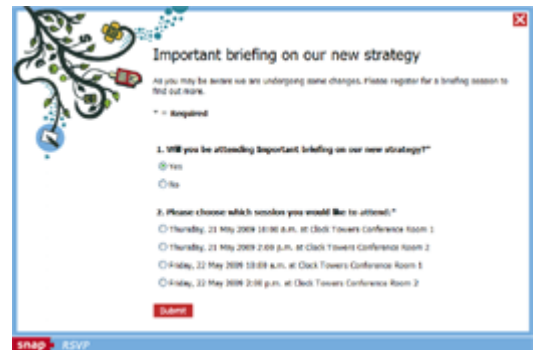 Important briefing on our new strategy
As you may be aware we are undergoing some changes. Please register for a briefing session to
find out more.
* = Required
1. Will you be attending Important briefing on our new strategy?*
Yes
No
2. Please choose which session you would like to attend:*
Thursday, 21 May 2009 10:00 a.m. at Clock Towers Conference Room 1
Thursday, 21 May 2009 2:00 p.m. at Clock Towers Conference Room 2
Friday, 22 May 2009 10:00 a.m. at Clock Towers Conference Room 1
Friday, 22 May 2009 2:00 p.m. at Clock Towers Conference Room 2
Submit
snap RSVP